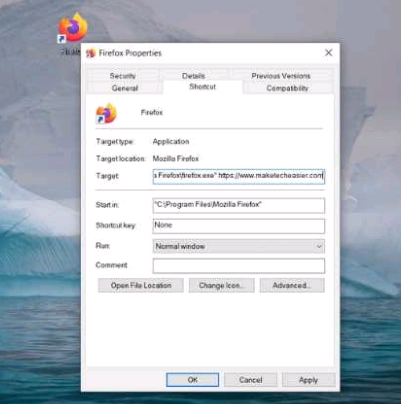 Firefox Properties
Security Details Previous Versions
General Shortcut Compatibility
Firefox
Target type: Application
Target location: Mozilla Firefox
Target: a Firefox\firefox.exe" https://www.maketecheasier.com
Start in: "C:\Program Files\Mozilla Firefox"
Shortcut key: None
Run: Normal window
Comment:
Open File Location Change Icon... Advanced...
OK Cancel Apply